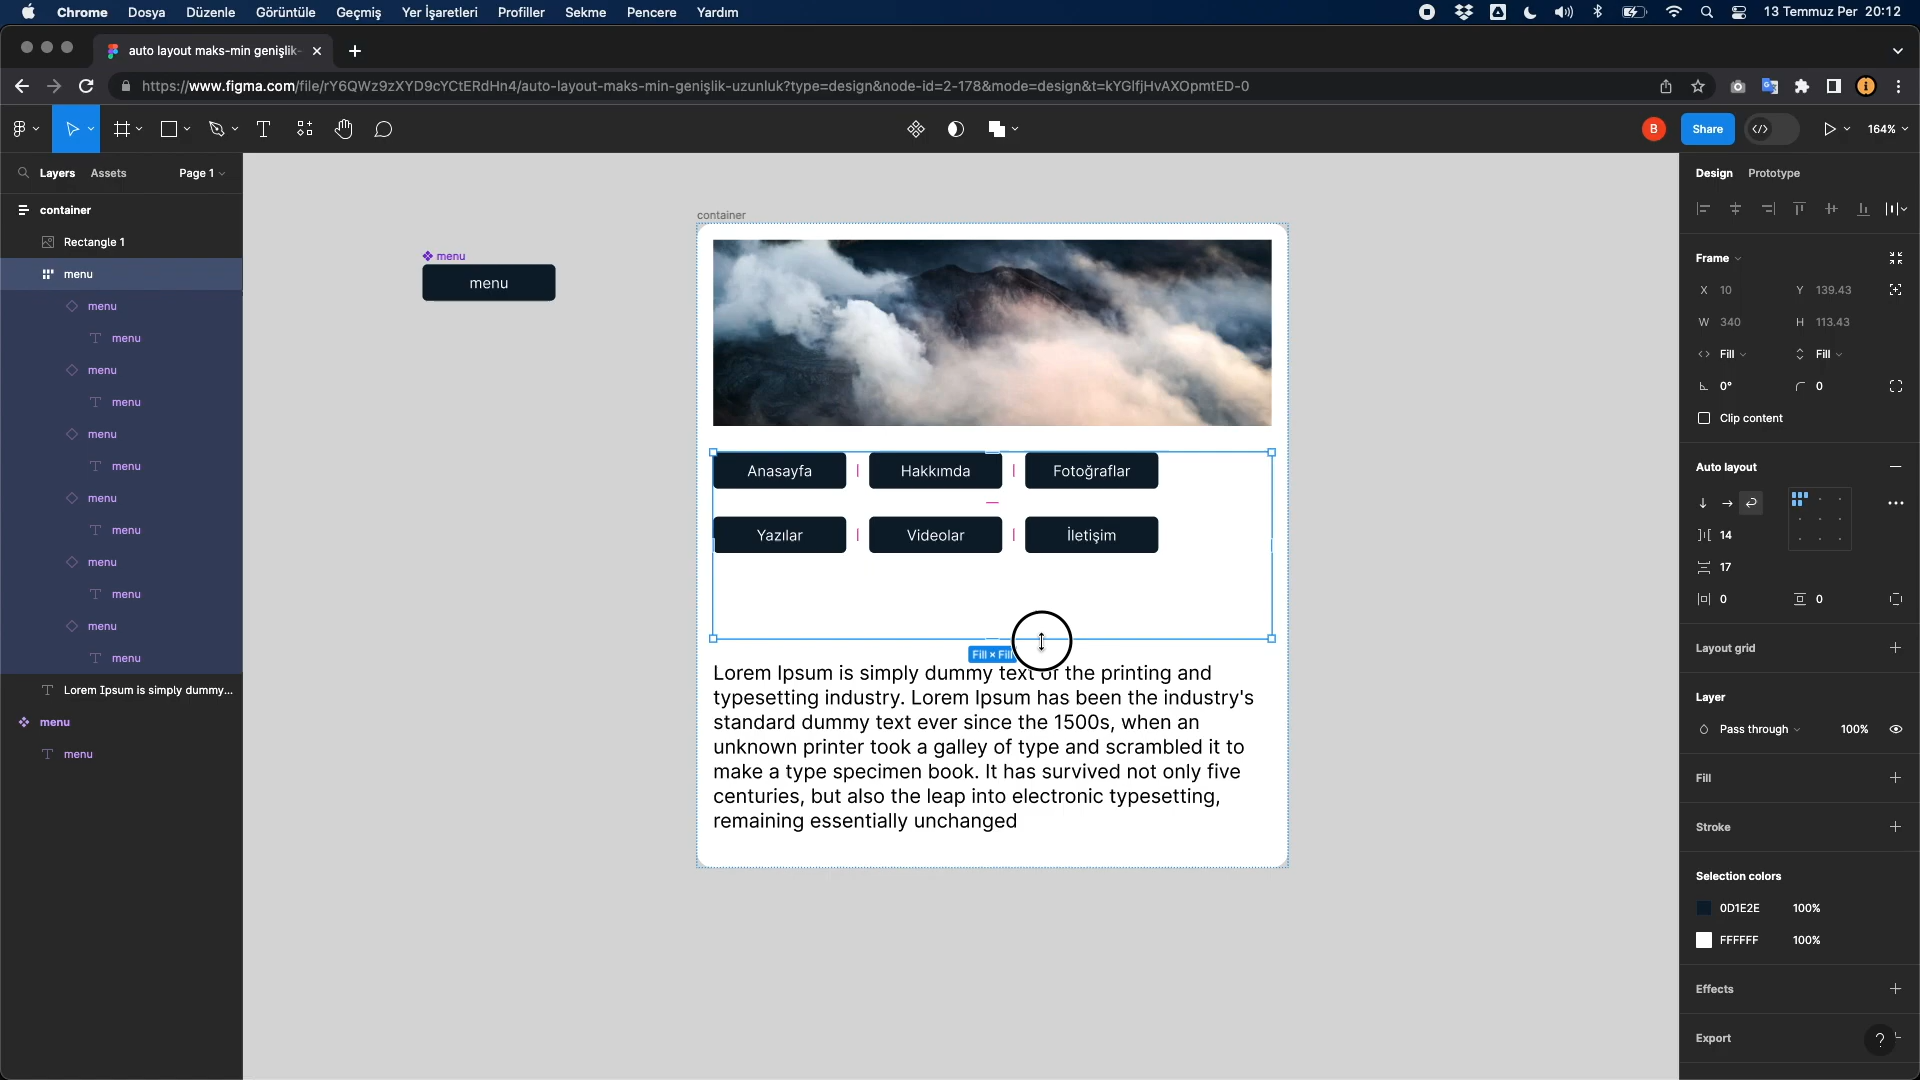 Chrome Dosya Düzenle Görüntüle Geçmiş Yer İşaretleri Profiller Sekme Pencere Yardım 13 Temmuz Per 20:12
auto layout maks-min genişlik-
https://www.figma.com/file/rY6QWz9zXYD9cYCtERdHn4/auto-layout-maks-min-genişlik-uzunluk?type=design&node-id=2-178&mode=design&t=kYGlfjHvAXOpmtED-0
B Share 164%
Layers Assets Page 1
container
Rectangle 1
menu
menu
menu
menu
menu
menu
menu
menu
menu
menu
menu
menu
menu
Lorem Ipsum is simply dummy...
menu
menu
menu
menu
container
Anasayfa Hakkımda Fotoğraflar
Yazılar Videolar İletişim
Fill × Fill
Lorem Ipsum is simply dummy text of the printing and
typesetting industry. Lorem Ipsum has been the industry's
standard dummy text ever since the 1500s, when an
unknown printer took a galley of type and scrambled it to
make a type specimen book. It has survived not only five
centuries, but also the leap into electronic typesetting,
remaining essentially unchanged
Design Prototype
Frame
X 10 Y 139.43
W 340 H 113.43
Fill Fill
0° 0
Clip content
Auto layout
14
17
0 0
Layout grid
Layer
Pass through 100%
Fill
Stroke
Selection colors
0D1E2E 100%
FFFFFF 100%
Effects
Export
?